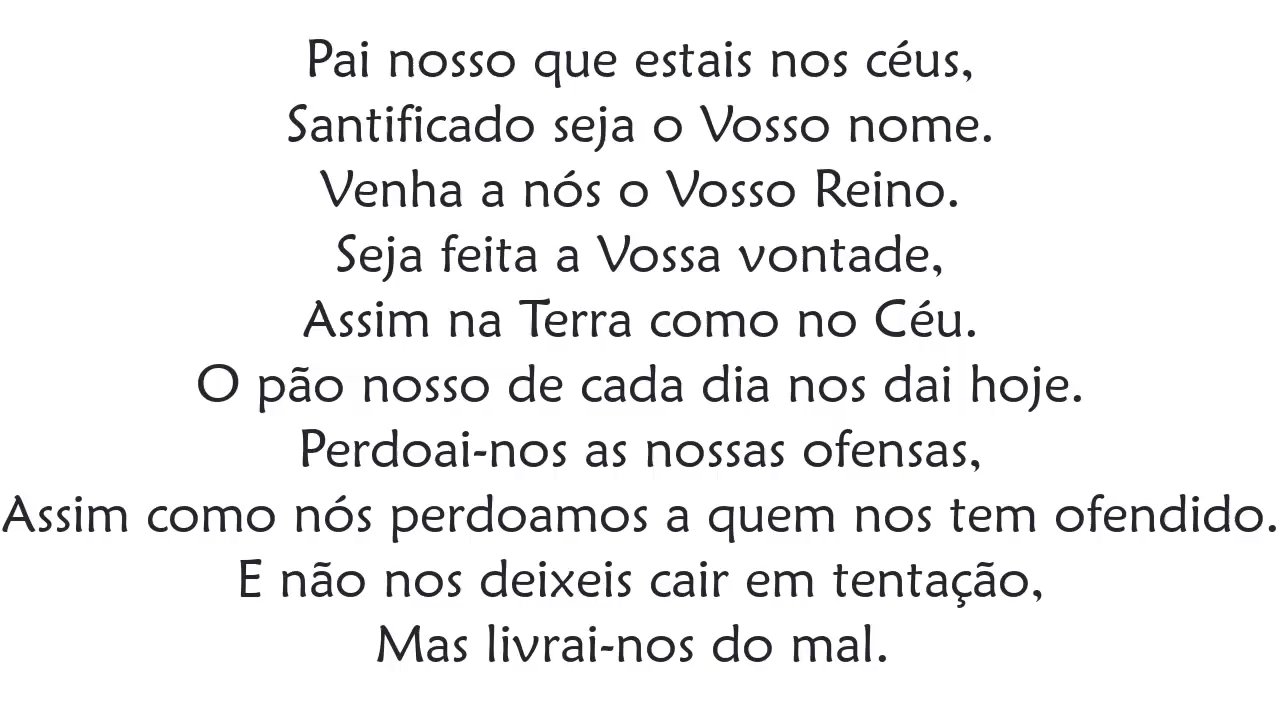 Pai nosso que estais nos céus,
Santificado seja o Vosso nome.
Venha a nós o Vosso Reino.
Seja feita a Vossa vontade,
Assim na Terra como no Céu.
O pão nosso de cada dia nos dai hoje.
Perdoai-nos as nossas ofensas,
Assim como nós perdoamos a quem nos tem ofendido.
E não nos deixeis cair em tentação,
Mas livrai-nos do mal.